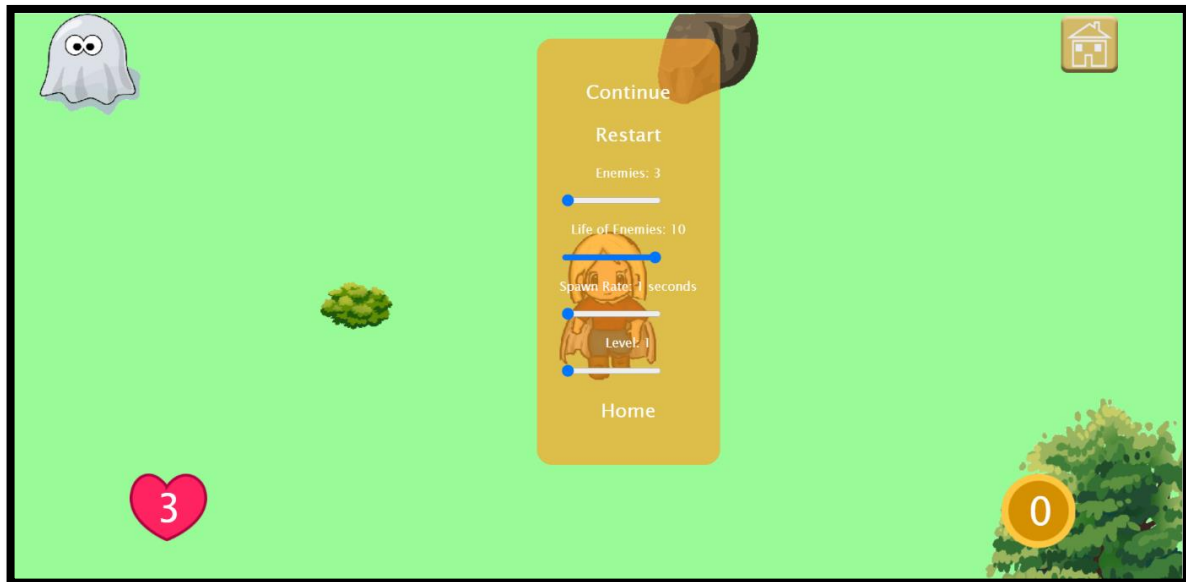 Continue
Restart
Enemies: 3
Life of Enemies: 10
Spawn Rate: 1 seconds
Level: 1
Home
3
0